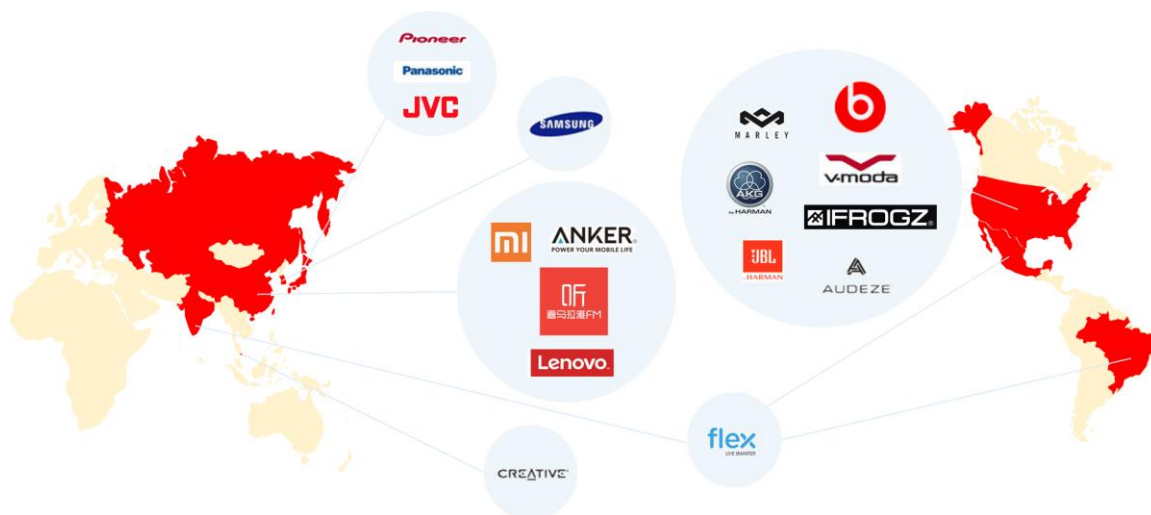 Pioneer
Panasonic
JVC
SAMSUNG
MARLEY
b
AKG
by HARMAN
V-MODA
IFROGZ
JBL
HARMAN
AUDEZE
mi
ANKER
POWER YOUR MOBILE LIFE
听
喜马拉雅FM
Lenovo
flex
LIVE SMARTER
CREATIVE